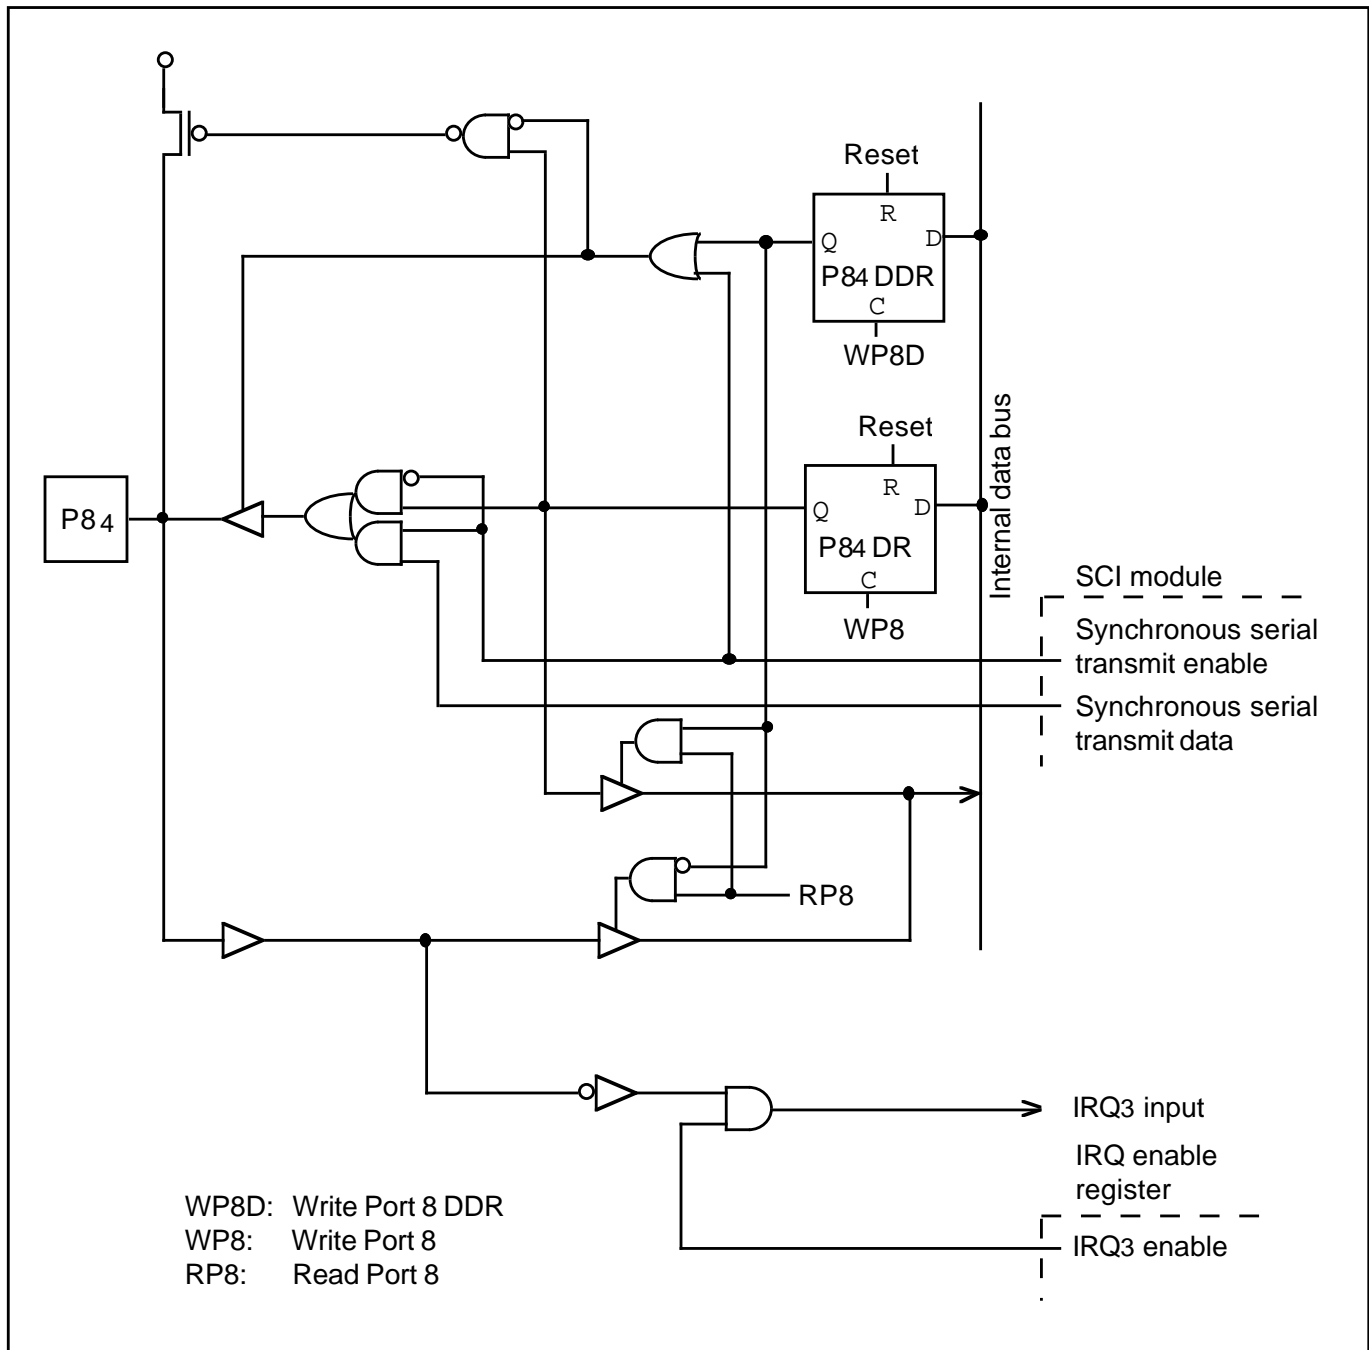 Reset
R
Q
D
P84 DDR
C
WP8D
Internal data bus
Reset
R
Q
D
P84 DR
C
WP8
P84
SCI module
Synchronous serial
transmit enable
Synchronous serial
transmit data
RP8
IRQ3 input
IRQ enable
register
IRQ3 enable
WP8D: Write Port 8 DDR
WP8: Write Port 8
RP8: Read Port 8